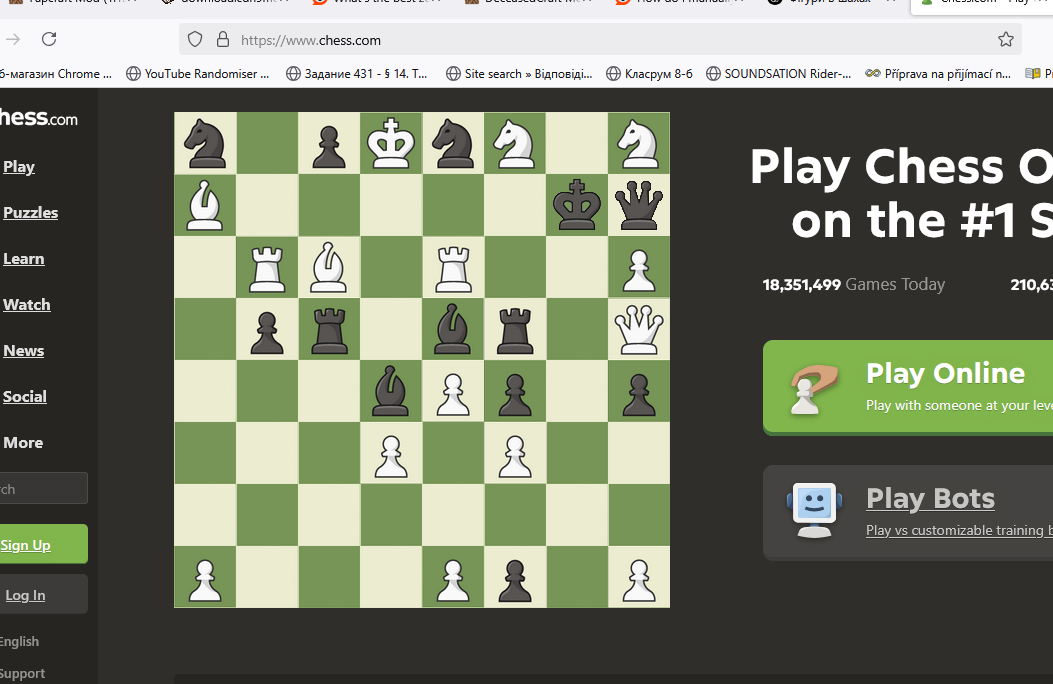 https://www.chess.com
б-магазин Chrome ... YouTube Randomiser ... Задание 431 - § 14. Т... Site search » Відповіді... Класрум 8-б SOUNDSATION Rider-... Příprava na přijímací n...
hess.com
Play
Puzzles
Learn
Watch
News
Social
More
rch
Sign Up
Log In
English
Support
Play Chess O
on the #1 S
18,351,499 Games Today 210,63
Play Online
Play with someone at your leve
Play Bots
Play vs customizable training b